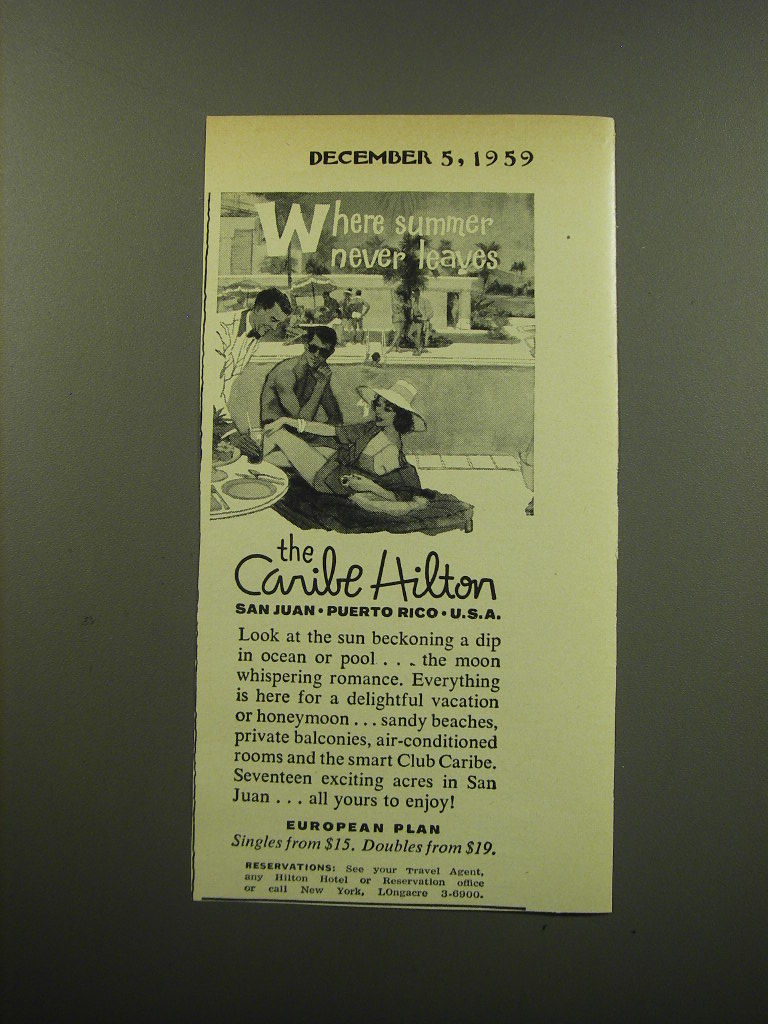 DECEMBER 5, 1959
Where summer
never leaves
the
Caribe Hilton
SAN JUAN • PUERTO RICO • U.S.A.
Look at the sun beckoning a dip
in ocean or pool . . . the moon
whispering romance. Everything
is here for a delightful vacation
or honeymoon . . . sandy beaches,
private balconies, air-conditioned
rooms and the smart Club Caribe.
Seventeen exciting acres in San
Juan . . . all yours to enjoy!
EUROPEAN PLAN
Singles from $15. Doubles from $19.
RESERVATIONS: See your Travel Agent,
any Hilton Hotel or Reservation office
or call New York, LOngacre 3-6900.